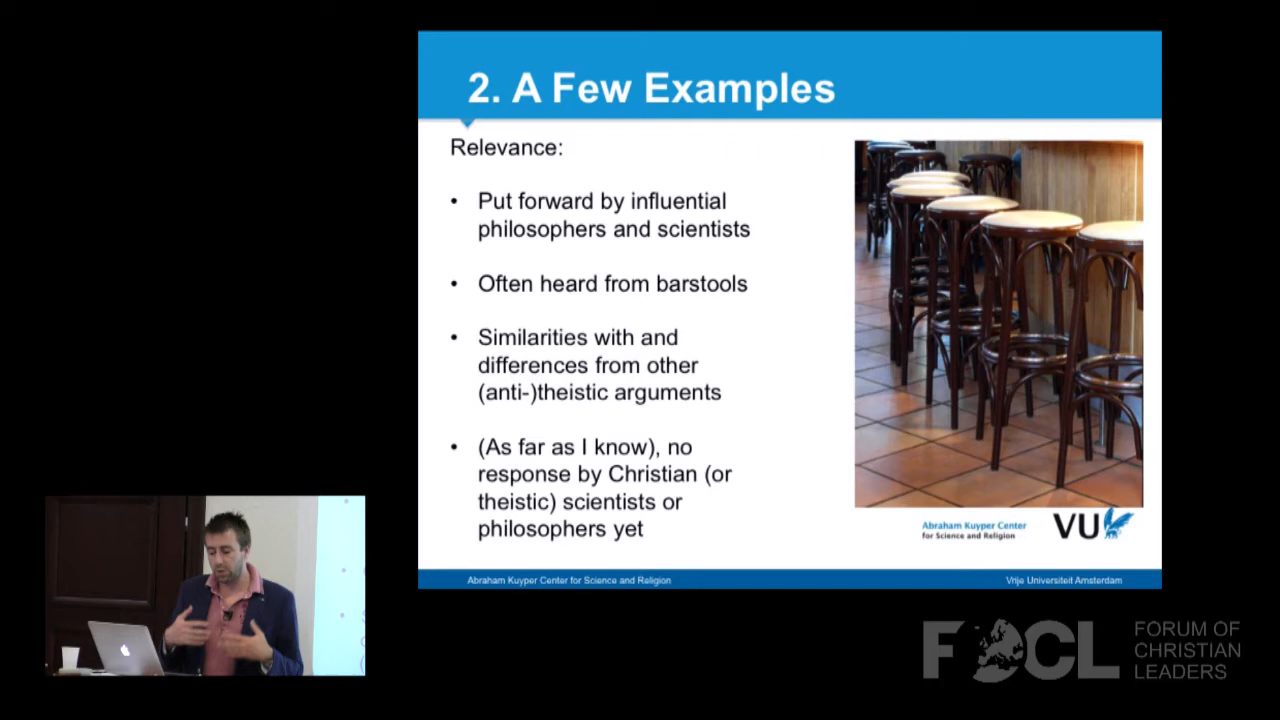 2. A Few Examples
Relevance:
• Put forward by influential
philosophers and scientists
• Often heard from barstools
• Similarities with and
differences from other
(anti-)theistic arguments
• (As far as I know), no
response by Christian (or
theistic) scientists or
philosophers yet
Abraham Kuyper Center
for Science and Religion
VU
Abraham Kuyper Center for Science and Religion
Vrije Universiteit Amsterdam
FOCL
FORUM OF
CHRISTIAN
LEADERS